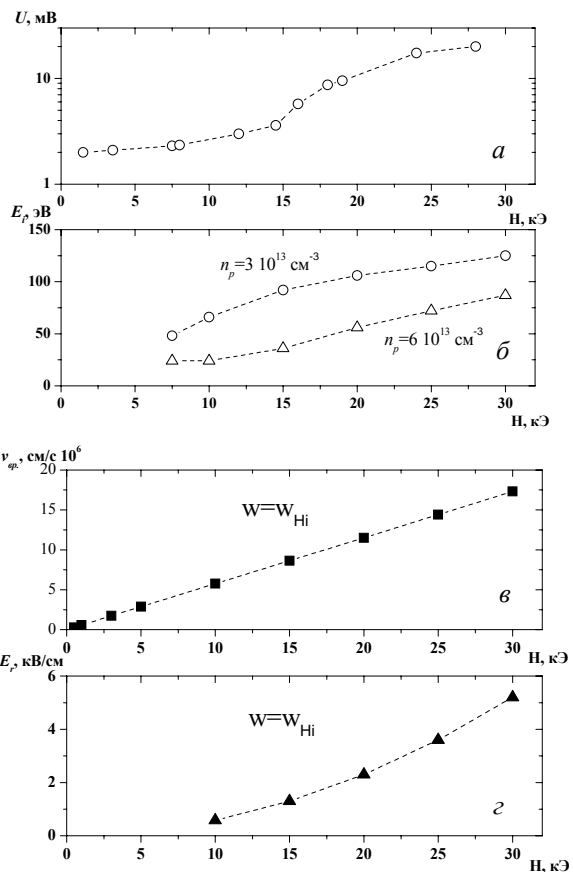 U, мВ
10
1
0 5 10 15 20 25 30
H, кЭ
а
E_i, эВ
150
100
50
0
n_p=3 10^13 см^-3
n_p=6 10^13 см^-3
б
0 5 10 15 20 25 30
H, кЭ
v_вр., см/с 10^6
20
15
10
5
0
w=w_Hi
в
0 5 10 15 20 25 30
H, кЭ
E_r, кВ/см
6
4
2
0
w=w_Hi
г
0 5 10 15 20 25 30
H, кЭ